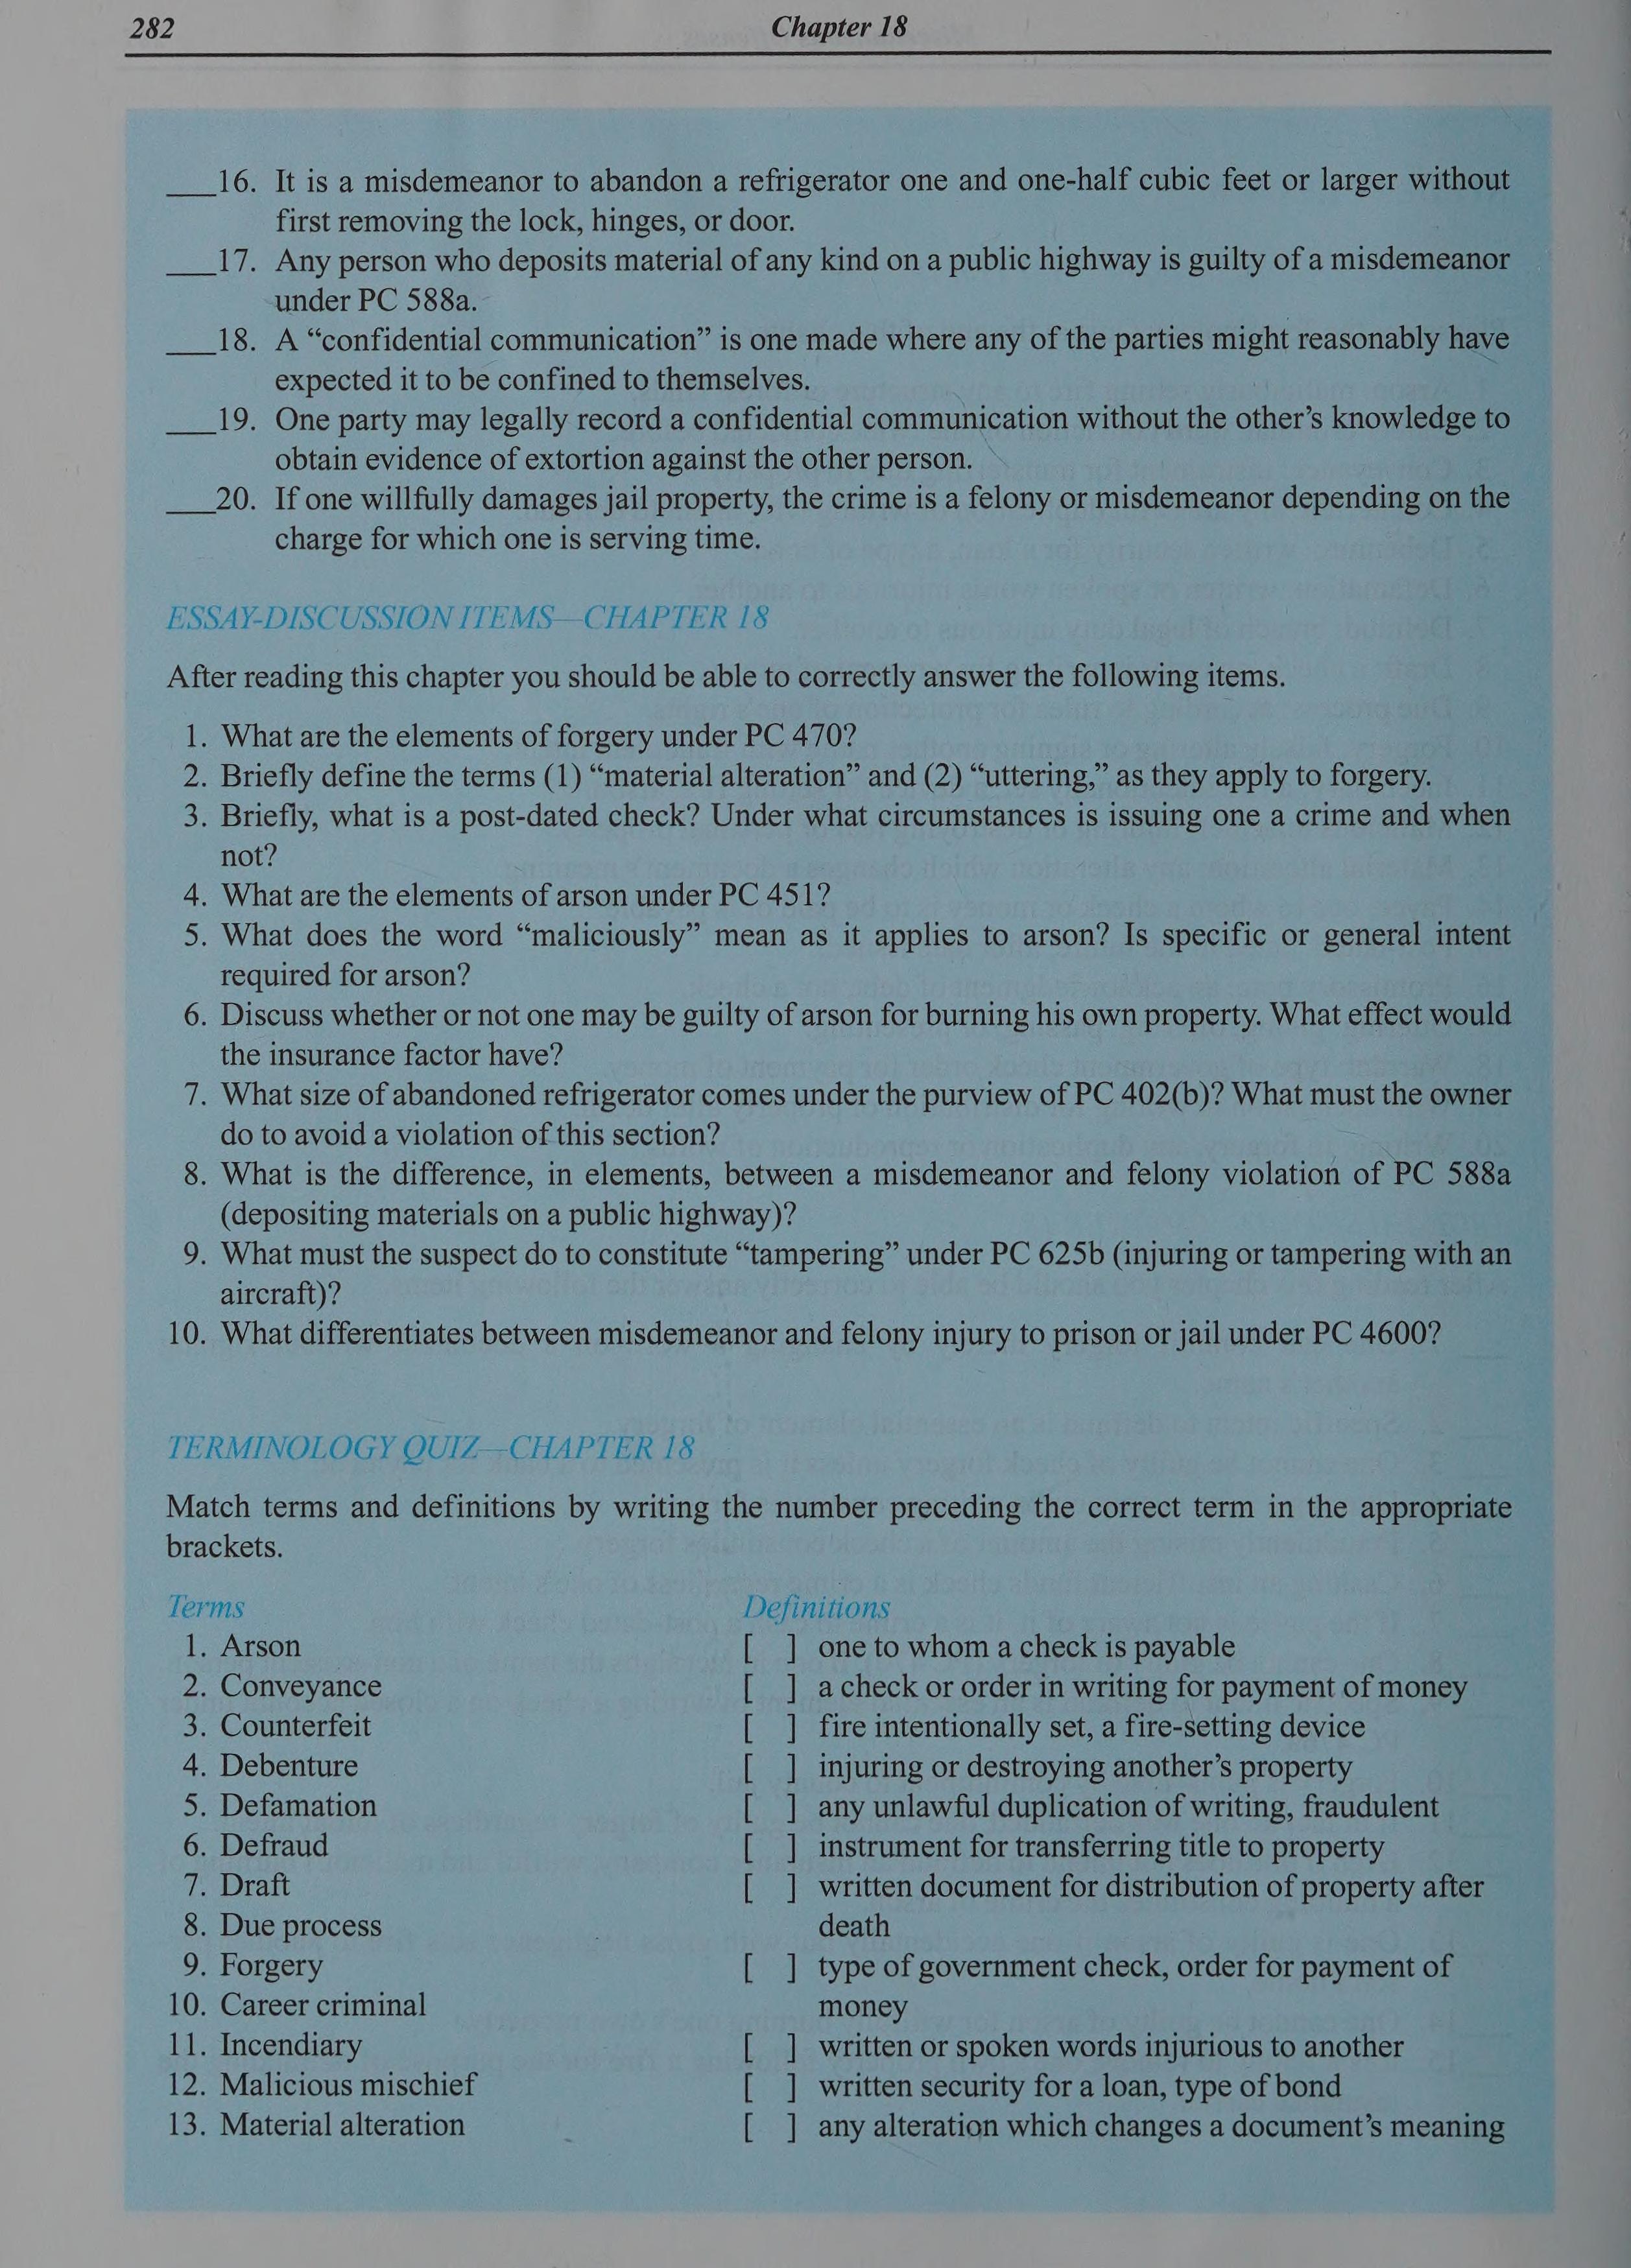 282
Chapter 18
___16. It is a misdemeanor to abandon a refrigerator one and one-half cubic feet or larger without
first removing the lock, hinges, or door.
___17. Any person who deposits material of any kind on a public highway is guilty of a misdemeanor
under PC 588a.
___18. A “confidential communication” is one made where any of the parties might reasonably have
expected it to be confined to themselves.
___19. One party may legally record a confidential communication without the other’s knowledge to
obtain evidence of extortion against the other person.
___20. If one willfully damages jail property, the crime is a felony or misdemeanor depending on the
charge for which one is serving time.
ESSAY-DISCUSSION ITEMS—CHAPTER 18
After reading this chapter you should be able to correctly answer the following items.
1. What are the elements of forgery under PC 470?
2. Briefly define the terms (1) “material alteration” and (2) “uttering,” as they apply to forgery.
3. Briefly, what is a post-dated check? Under what circumstances is issuing one a crime and when
not?
4. What are the elements of arson under PC 451?
5. What does the word “maliciously” mean as it applies to arson? Is specific or general intent
required for arson?
6. Discuss whether or not one may be guilty of arson for burning his own property. What effect would
the insurance factor have?
7. What size of abandoned refrigerator comes under the purview of PC 402(b)? What must the owner
do to avoid a violation of this section?
8. What is the difference, in elements, between a misdemeanor and felony violation of PC 588a
(depositing materials on a public highway)?
9. What must the suspect do to constitute “tampering” under PC 625b (injuring or tampering with an
aircraft)?
10. What differentiates between misdemeanor and felony injury to prison or jail under PC 4600?
TERMINOLOGY QUIZ—CHAPTER 18
Match terms and definitions by writing the number preceding the correct term in the appropriate
brackets.
Terms
1. Arson
2. Conveyance
3. Counterfeit
4. Debenture
5. Defamation
6. Defraud
7. Draft
8. Due process
9. Forgery
10. Career criminal
11. Incendiary
12. Malicious mischief
13. Material alteration
Definitions
[ ] one to whom a check is payable
[ ] a check or order in writing for payment of money
[ ] fire intentionally set, a fire-setting device
[ ] injuring or destroying another’s property
[ ] any unlawful duplication of writing, fraudulent
[ ] instrument for transferring title to property
[ ] written document for distribution of property after
death
[ ] type of government check, order for payment of
money
[ ] written or spoken words injurious to another
[ ] written security for a loan, type of bond
[ ] any alteration which changes a document’s meaning